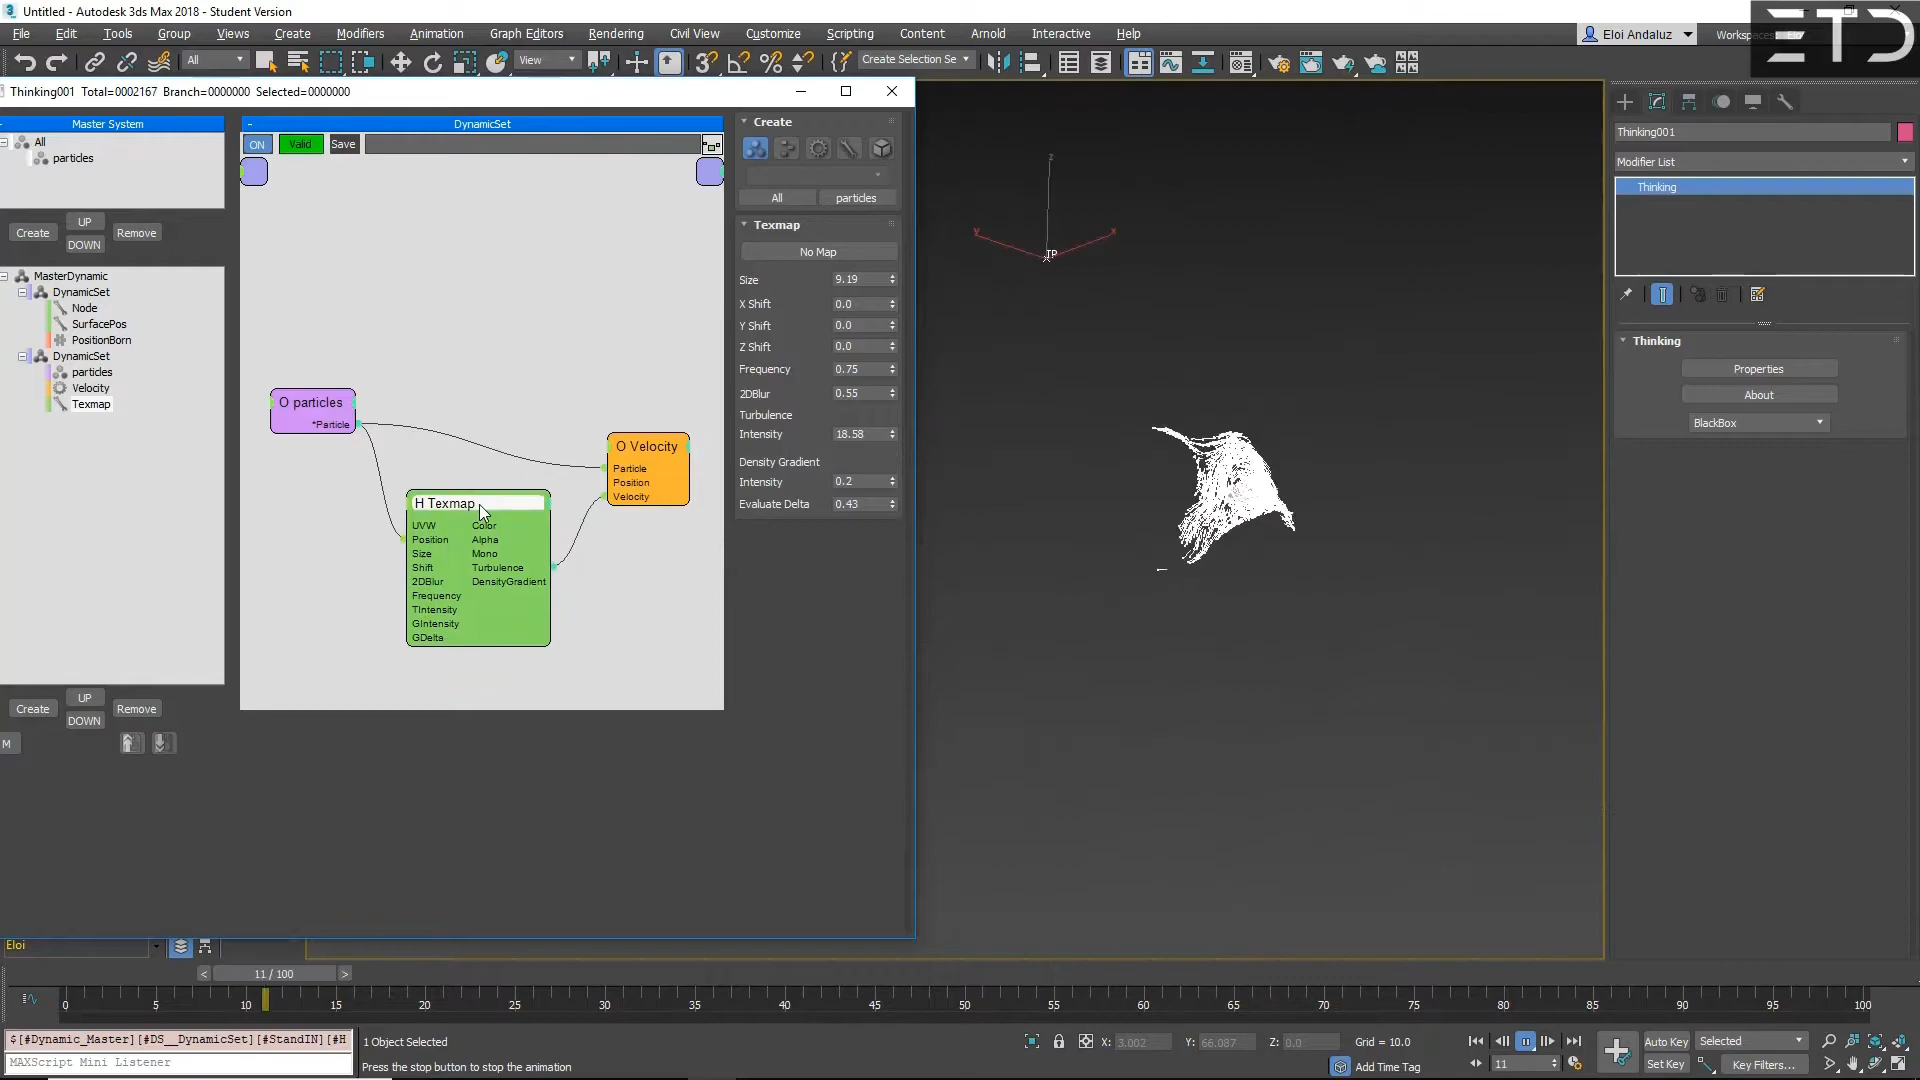 Untitled - Autodesk 3ds Max 2018 - Student Version
File Edit Tools Group Views Create Modifiers Animation Graph Editors Rendering Civil View Customize Scripting Content Arnold Interactive Help
Eloi Andaluz
Workspaces
ETD
All
View
Create Selection Se
Thinking001 Total=0002167 Branch=0000000 Selected=0000000
Master System
All
particles
Create UP DOWN Remove
MasterDynamic
DynamicSet
Node
SurfacePos
PositionBorn
DynamicSet
particles
Velocity
Texmap
Create UP DOWN Remove
M
DynamicSet
ON Valid Save
O particles
*Particle
H Texmap
UVW Color
Position Alpha
Size Mono
Shift Turbulence
2DBlur DensityGradient
Frequency
TIntensity
GIntensity
GDelta
O Velocity
Particle
Position
Velocity
Create
All particles
Texmap
No Map
Size 9.19
X Shift 0.0
Y Shift 0.0
Z Shift 0.0
Frequency 0.75
2DBlur 0.55
Turbulence
Intensity 18.58
Density Gradient
Intensity 0.2
Evaluate Delta 0.43
z
y x
TP
Thinking001
Modifier List
Thinking
Thinking
Properties
About
BlackBox
Eloi
< 11 / 100 >
0 5 10 15 20 25 30 35 40 45 50 55 60 65 70 75 80 85 90 95 100
$[#Dynamic_Master][#DS__DynamicSet][#StandIN][#H
MAXScript Mini Listener
1 Object Selected
Press the stop button to stop the animation
X: 3.002 Y: 66.087 Z: 0.0 Grid = 10.0
Add Time Tag
11
Auto Key Selected
Set Key Key Filters...